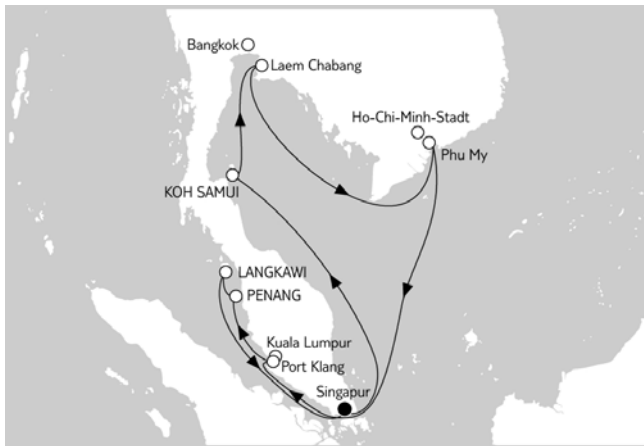 Bangkok
Laem Chabang
Ho-Chi-Minh-Stadt
Phu My
KOH SAMUI
LANGKAWI
PENANG
Kuala Lumpur
Port Klang
Singapur